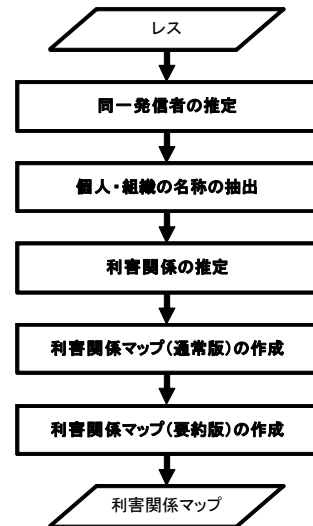 レス
同一発信者の推定
個人・組織の名称の抽出
利害関係の推定
利害関係マップ(通常版)の作成
利害関係マップ(要約版)の作成
利害関係マップ